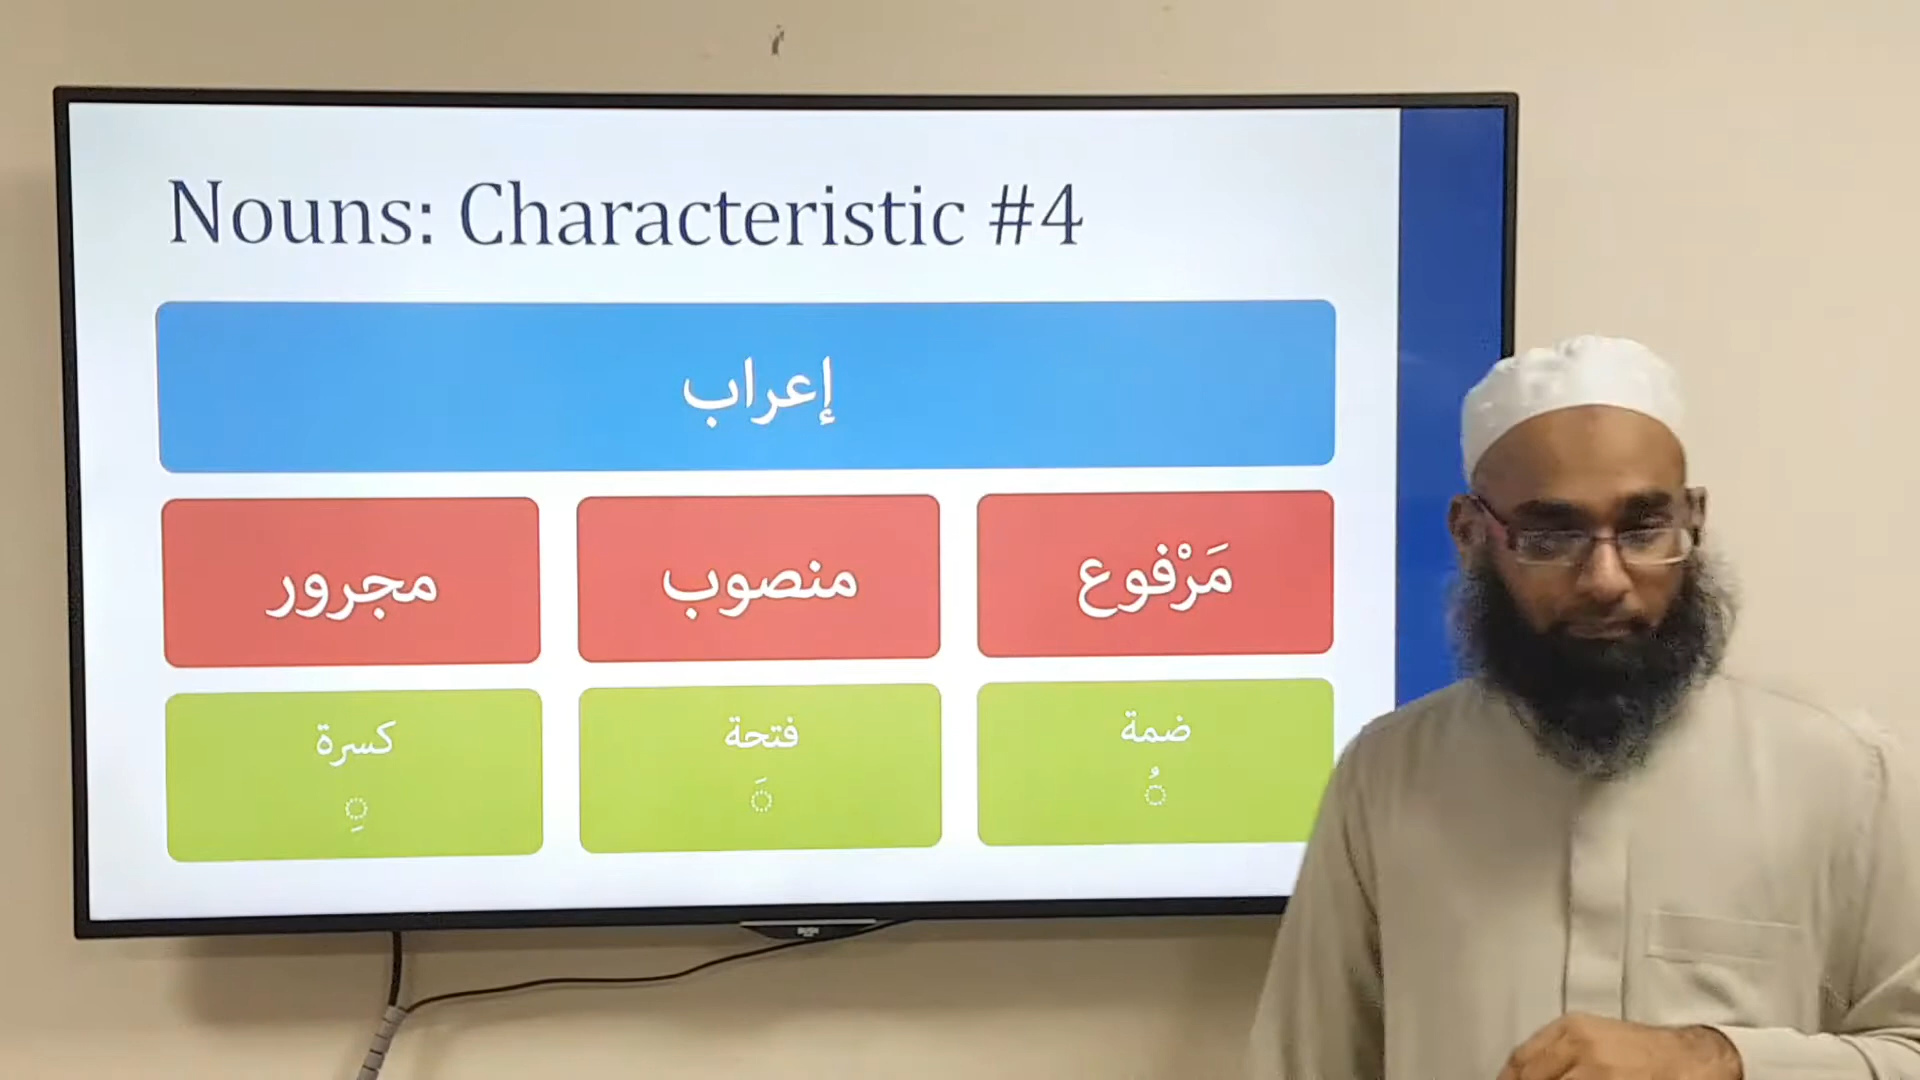 Nouns: Characteristic #4
إعراب
مَرْفوع
منصوب
مجرور
ضمة
◌ُ
فتحة
◌َ
كسرة
◌ِ